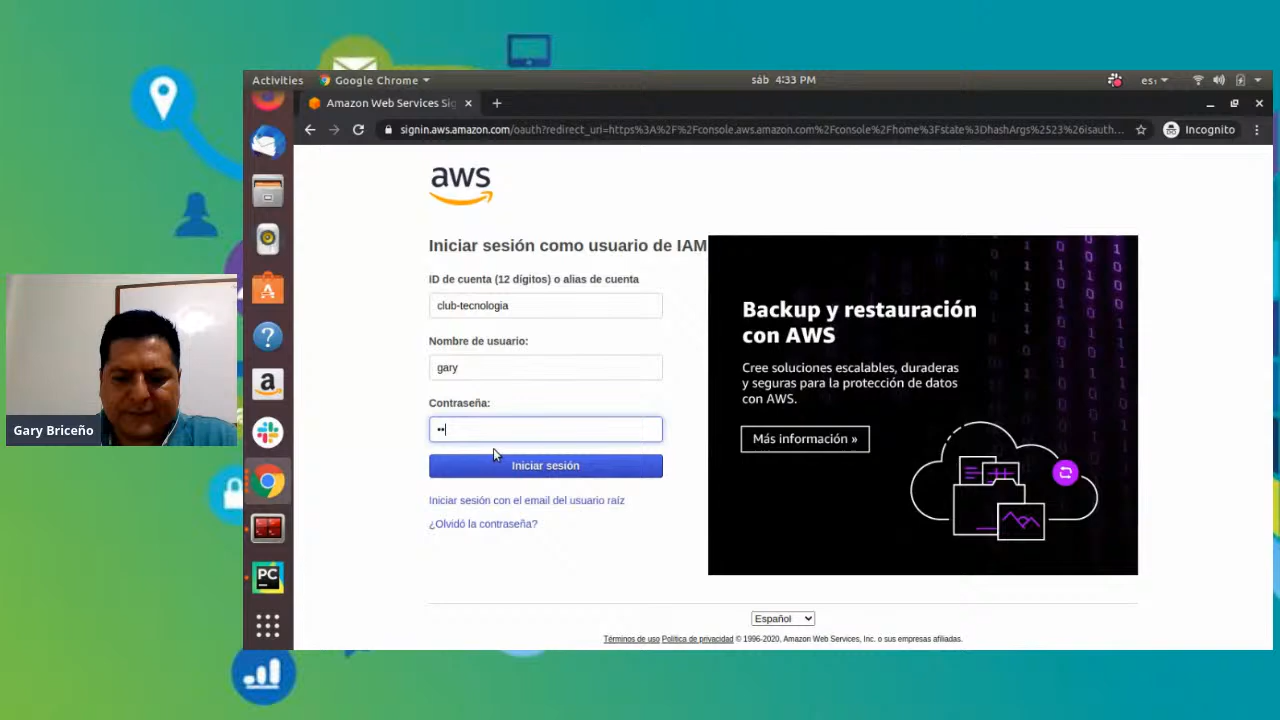 Activities
Google Chrome
sáb 4:33 PM
es₁
Amazon Web Services Sig
signin.aws.amazon.com/oauth?redirect_uri=https%3A%2F%2Fconsole.aws.amazon.com%2Fconsole%2Fhome%3Fstate%3DhashArgs%2523%26isauth...
Incognito
aws
Iniciar sesión como usuario de IAM
ID de cuenta (12 dígitos) o alias de cuenta
club-tecnologia
Nombre de usuario:
gary
Contraseña:
••
Iniciar sesión
Iniciar sesión con el email del usuario raíz
¿Olvidó la contraseña?
Backup y restauración
con AWS
Cree soluciones escalables, duraderas
y seguras para la protección de datos
con AWS.
Más información »
Español
Términos de uso Política de privacidad © 1996-2020, Amazon Web Services, Inc. o sus empresas afiliadas.
Gary Briceño
PC